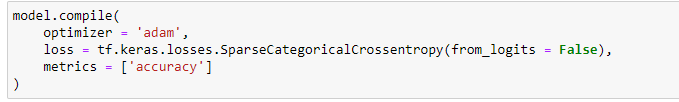 model.compile(
    optimizer = 'adam',
    loss = tf.keras.losses.SparseCategoricalCrossentropy(from_logits = False),
    metrics = ['accuracy']
)